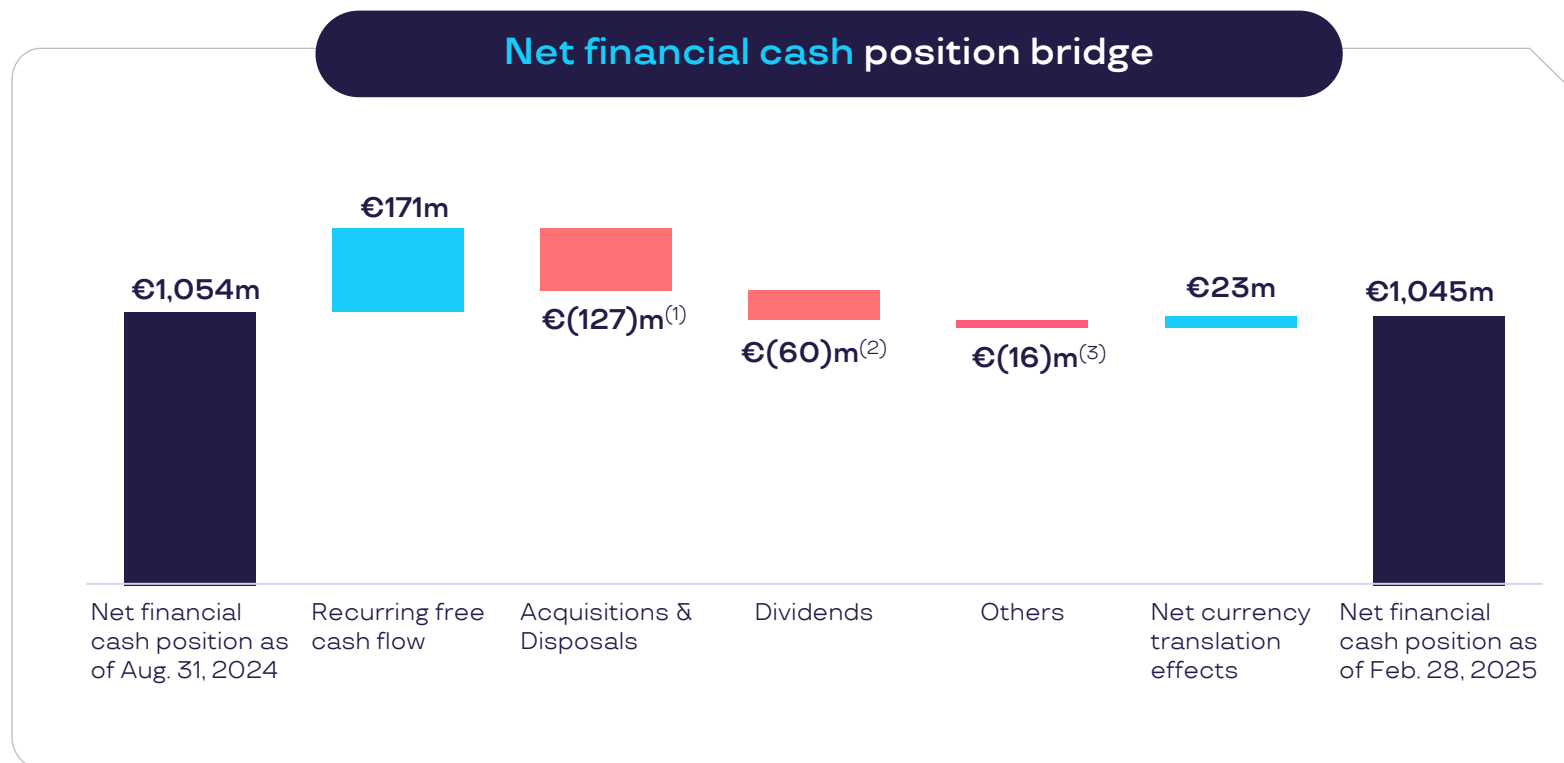 Net financial cash position bridge
€171m
€1,054m
€(127)m(1)
€(60)m(2)
€(16)m(3)
€23m
€1,045m
Net financial
cash position as
of Aug. 31, 2024
Recurring free
cash flow
Acquisitions &
Disposals
Dividends
Others
Net currency
translation
effects
Net financial
cash position as
of Feb. 28, 2025